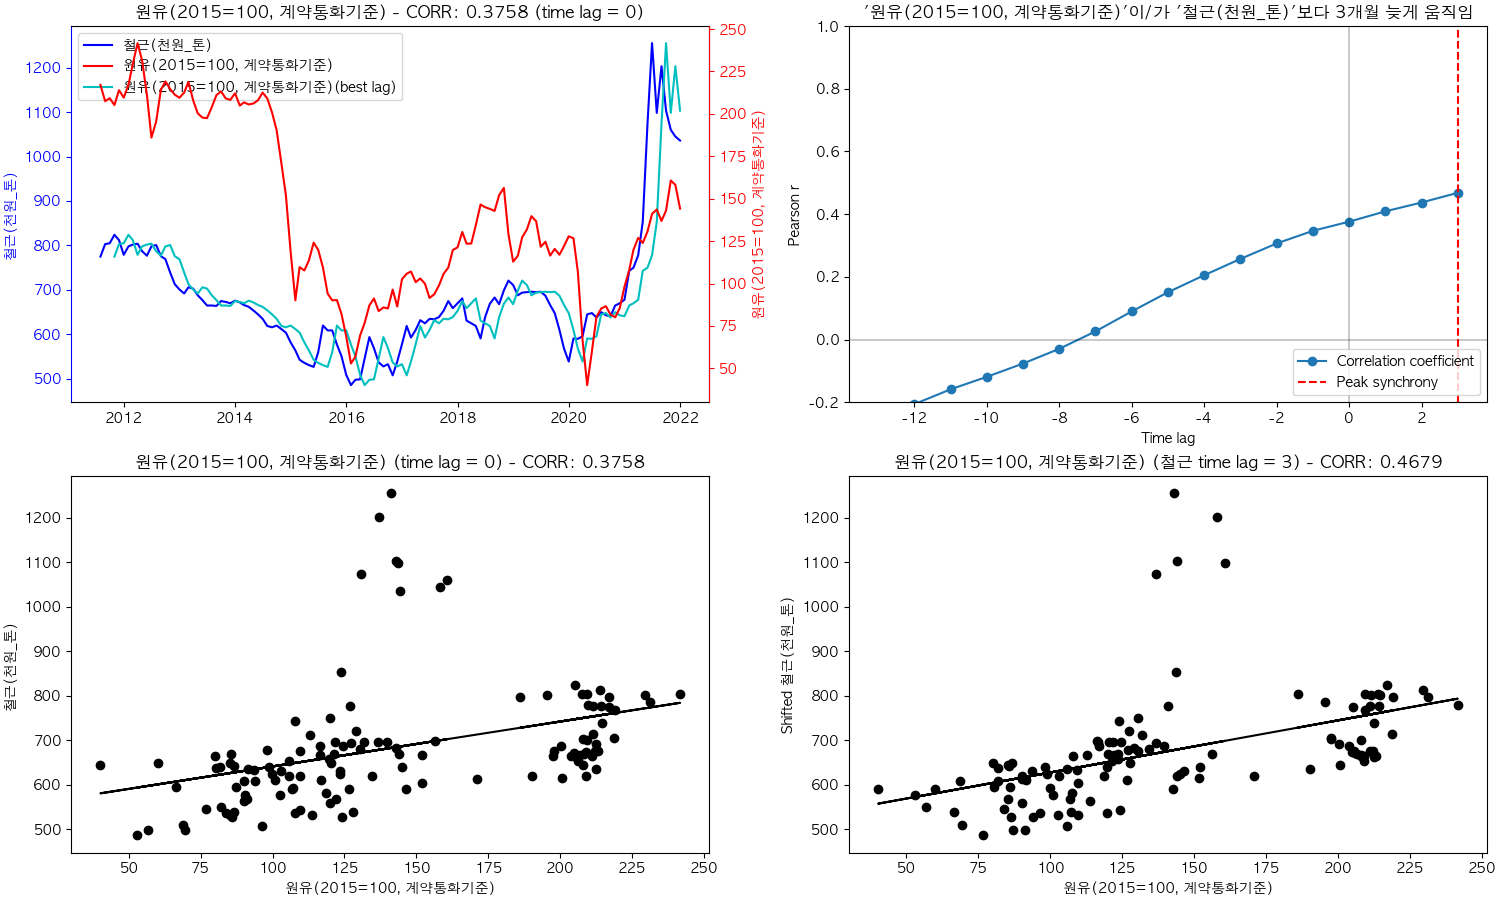 원유(2015=100, 계약통화기준) - CORR: 0.3758 (time lag = 0)
철근(천원_톤)
원유(2015=100, 계약통화기준)
원유(2015=100, 계약통화기준)(best lag)
1200
1100
1000
900
800
700
600
500
철근(천원_톤)
250
225
200
175
150
125
100
75
50
원유(2015=100, 계약통화기준)
2012 2014 2016 2018 2020 2022
'원유(2015=100, 계약통화기준)'이/가 '철근(천원_톤)'보다 3개월 늦게 움직임
1.0
0.8
0.6
0.4
0.2
0.0
-0.2
Pearson r
Correlation coefficient
Peak synchrony
-12 -10 -8 -6 -4 -2 0 2
Time lag
원유(2015=100, 계약통화기준) (time lag = 0) - CORR: 0.3758
1200
1100
1000
900
800
700
600
500
철근(천원_톤)
50 75 100 125 150 175 200 225 250
원유(2015=100, 계약통화기준)
원유(2015=100, 계약통화기준) (철근 time lag = 3) - CORR: 0.4679
1200
1100
1000
900
800
700
600
500
Shifted 철근(천원_톤)
50 75 100 125 150 175 200 225 250
원유(2015=100, 계약통화기준)